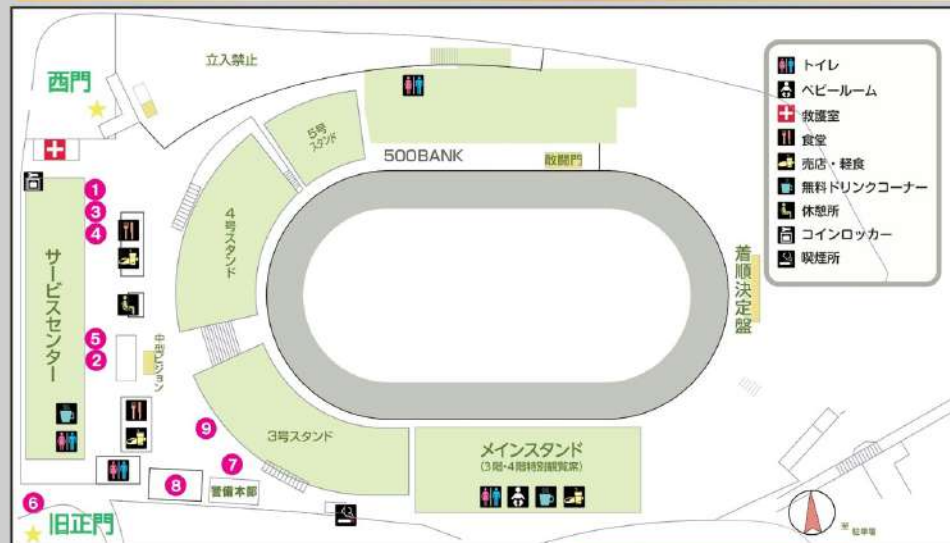 立入禁止
西門
5号
スタンド
500BANK
敢闘門
4号スタンド
着順決定盤
サービスセンター
中型ビジョン
1
3
4
5
2
9
3号スタンド
7
8
警備本部
6
旧正門
メインスタンド
(3階・4階特別観覧席)
至
駐車場
トイレ
ベビールーム
救護室
食堂
売店・軽食
無料ドリンクコーナー
休憩所
コインロッカー
喫煙所